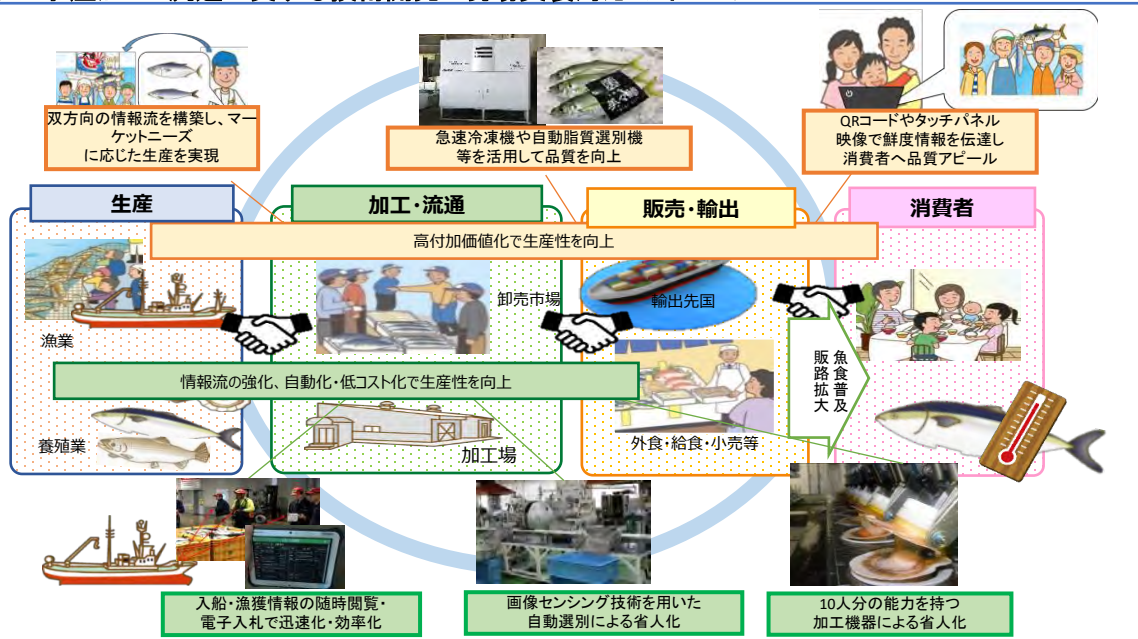 双方向の情報流を構築し、マー
ケットニーズ
に応じた生産を実現
急速冷凍機や自動脂質選別機
等を活用して品質を向上
QRコードやタッチパネル
映像で鮮度情報を伝達し
消費者へ品質アピール
生産
加工・流通
販売・輸出
消費者
高付加価値化で生産性を向上
卸売市場
輸出先国
漁業
魚食普及
販路拡大
情報流の強化、自動化・低コスト化で生産性を向上
養殖業
加工場
外食・給食・小売等
入船・漁獲情報の随時閲覧・
電子入札で迅速化・効率化
画像センシング技術を用いた
自動選別による省人化
10人分の能力を持つ
加工機器による省人化